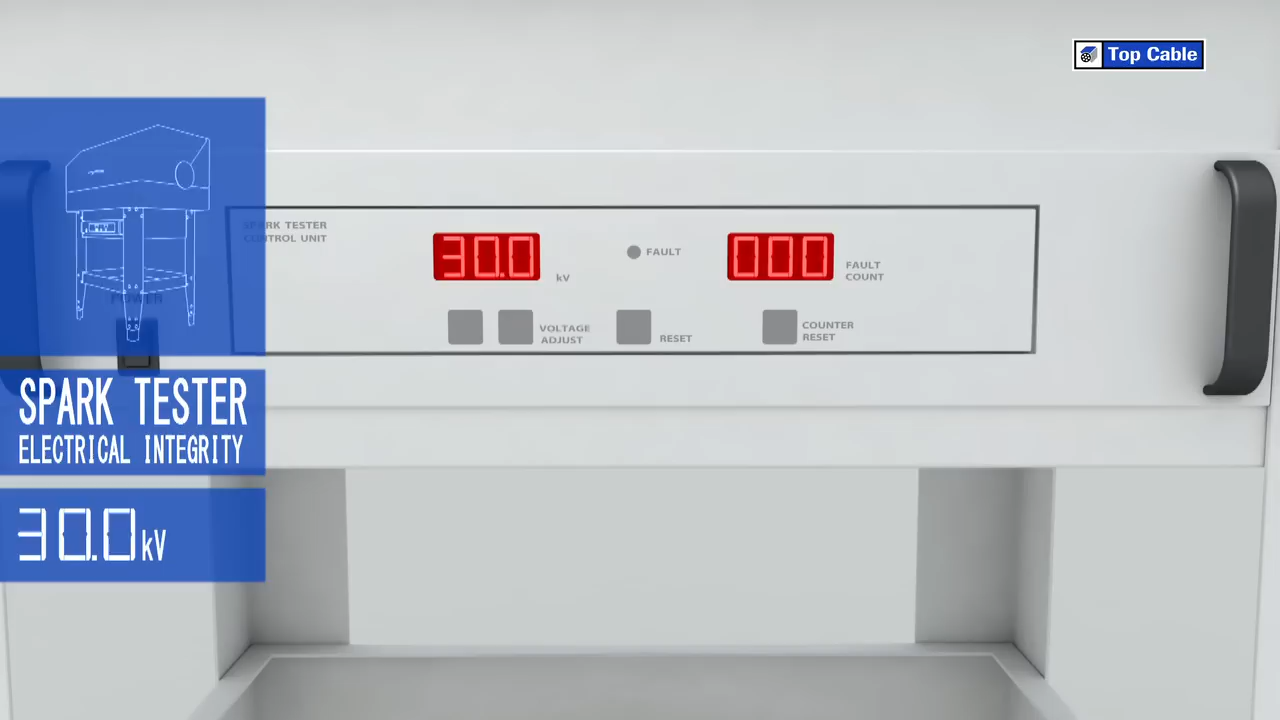 Top Cable
SPARK TESTER
CONTROL UNIT
30.0
kV
FAULT
000
FAULT
COUNT
POWER
VOLTAGE
ADJUST
RESET
COUNTER
RESET
SPARK TESTER
ELECTRICAL INTEGRITY
30.0kV